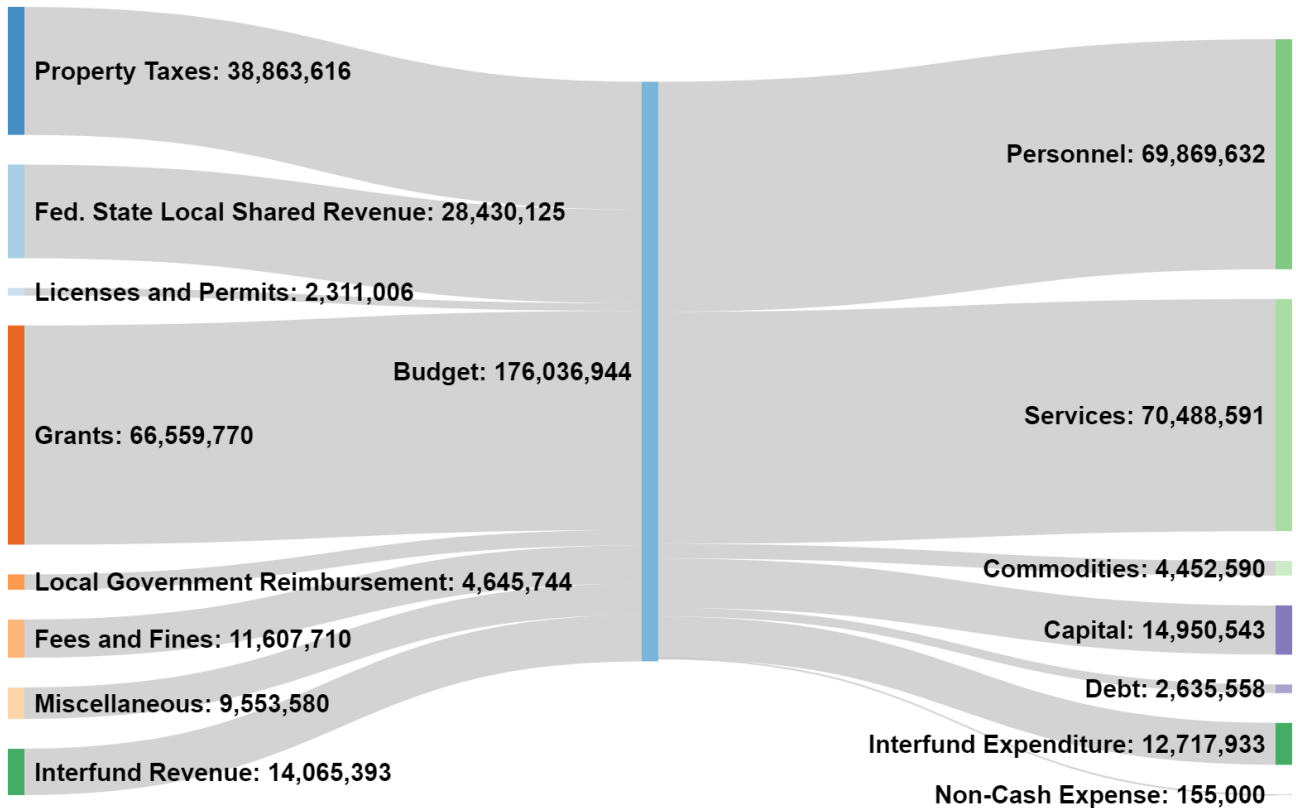 Property Taxes: 38,863,616
Fed. State Local Shared Revenue: 28,430,125
Licenses and Permits: 2,311,006
Grants: 66,559,770
Local Government Reimbursement: 4,645,744
Fees and Fines: 11,607,710
Miscellaneous: 9,553,580
Interfund Revenue: 14,065,393
Budget: 176,036,944
Personnel: 69,869,632
Services: 70,488,591
Commodities: 4,452,590
Capital: 14,950,543
Debt: 2,635,558
Interfund Expenditure: 12,717,933
Non-Cash Expense: 155,000